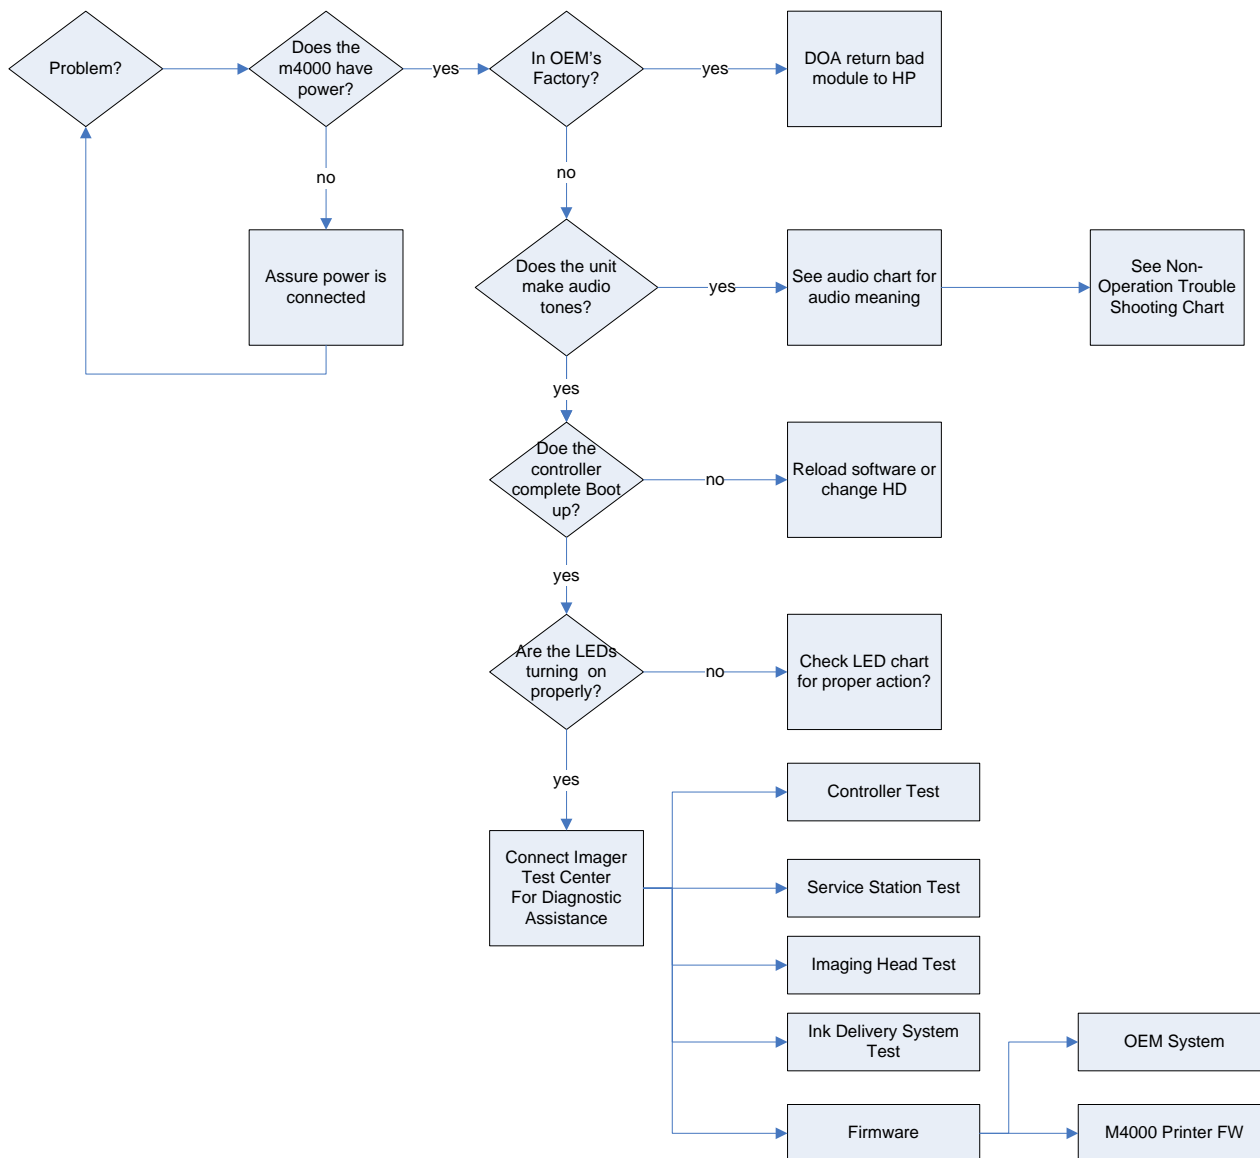 Problem?
Does the
m4000 have
power?
yes
In OEM's
Factory?
yes
DOA return bad
module to HP
no
no
Assure power is
connected
Does the unit
make audio
tones?
yes
See audio chart for
audio meaning
See Non-
Operation Trouble
Shooting Chart
yes
Doe the
controller
complete Boot
up?
no
Reload software or
change HD
yes
Are the LEDs
turning on
properly?
no
Check LED chart
for proper action?
yes
Connect Imager
Test Center
For Diagnostic
Assistance
Controller Test
Service Station Test
Imaging Head Test
Ink Delivery System
Test
OEM System
Firmware
M4000 Printer FW